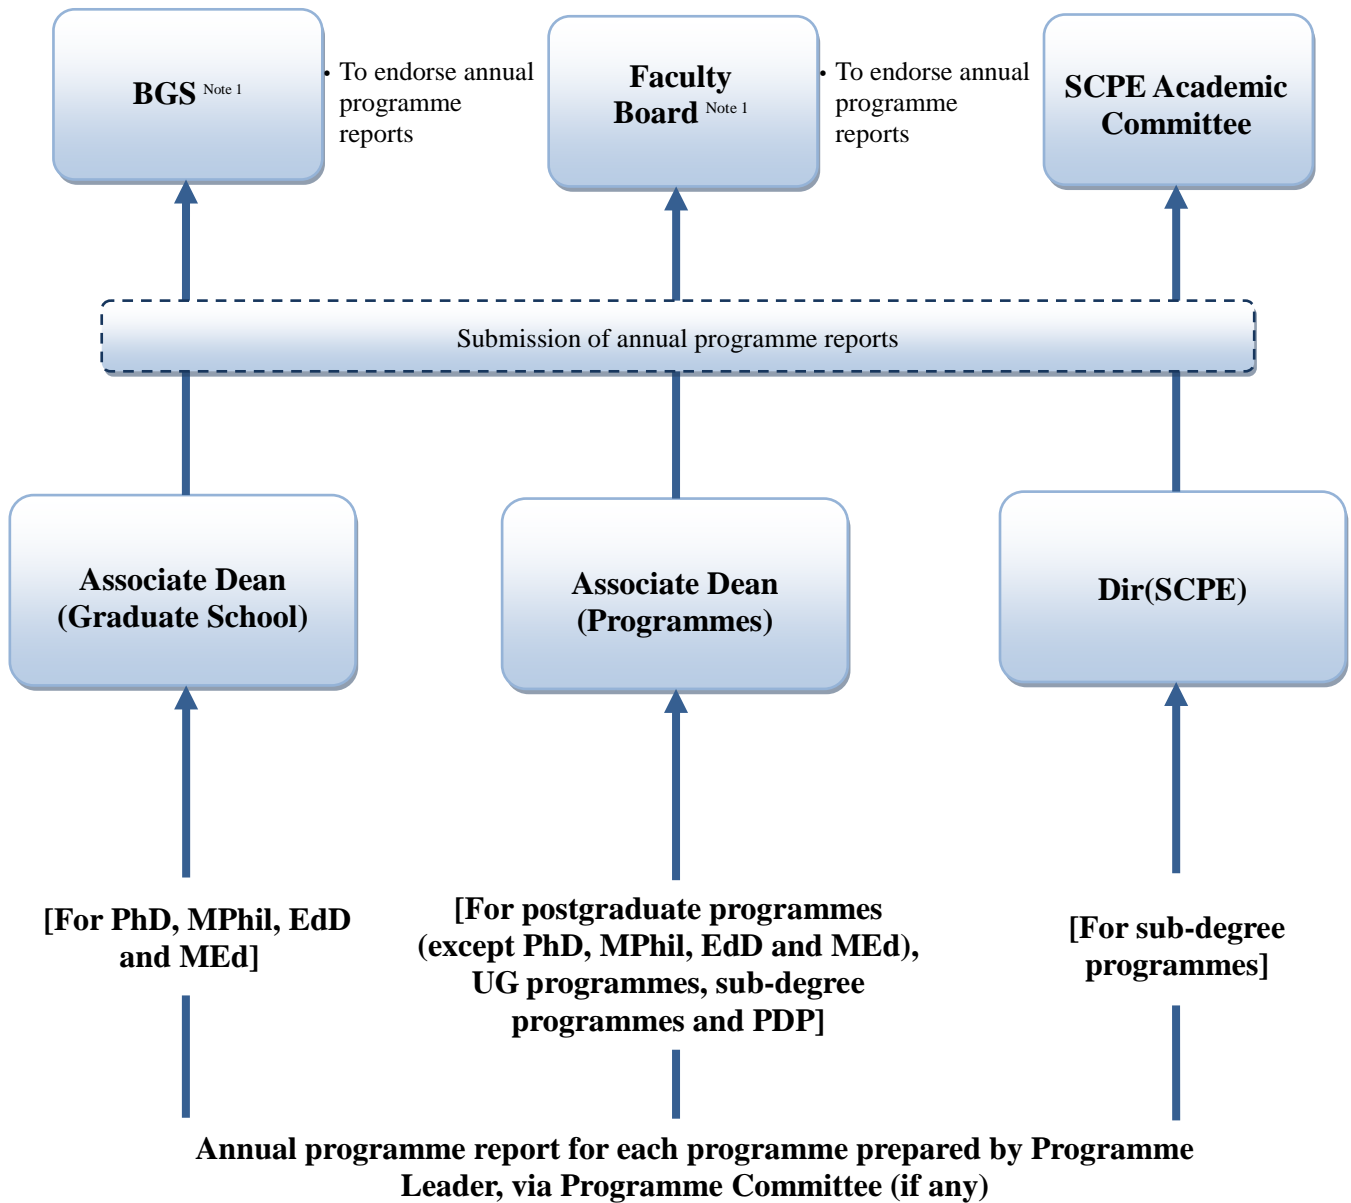 BGS Note 1
• To endorse annual
programme
reports
Faculty
Board Note 1
• To endorse annual
programme
reports
SCPE Academic
Committee
Submission of annual programme reports
Associate Dean
(Graduate School)
Associate Dean
(Programmes)
Dir(SCPE)
[For PhD, MPhil, EdD
and MEd]
[For postgraduate programmes
(except PhD, MPhil, EdD and MEd),
UG programmes, sub-degree
programmes and PDP]
[For sub-degree
programmes]
Annual programme report for each programme prepared by Programme
Leader, via Programme Committee (if any)